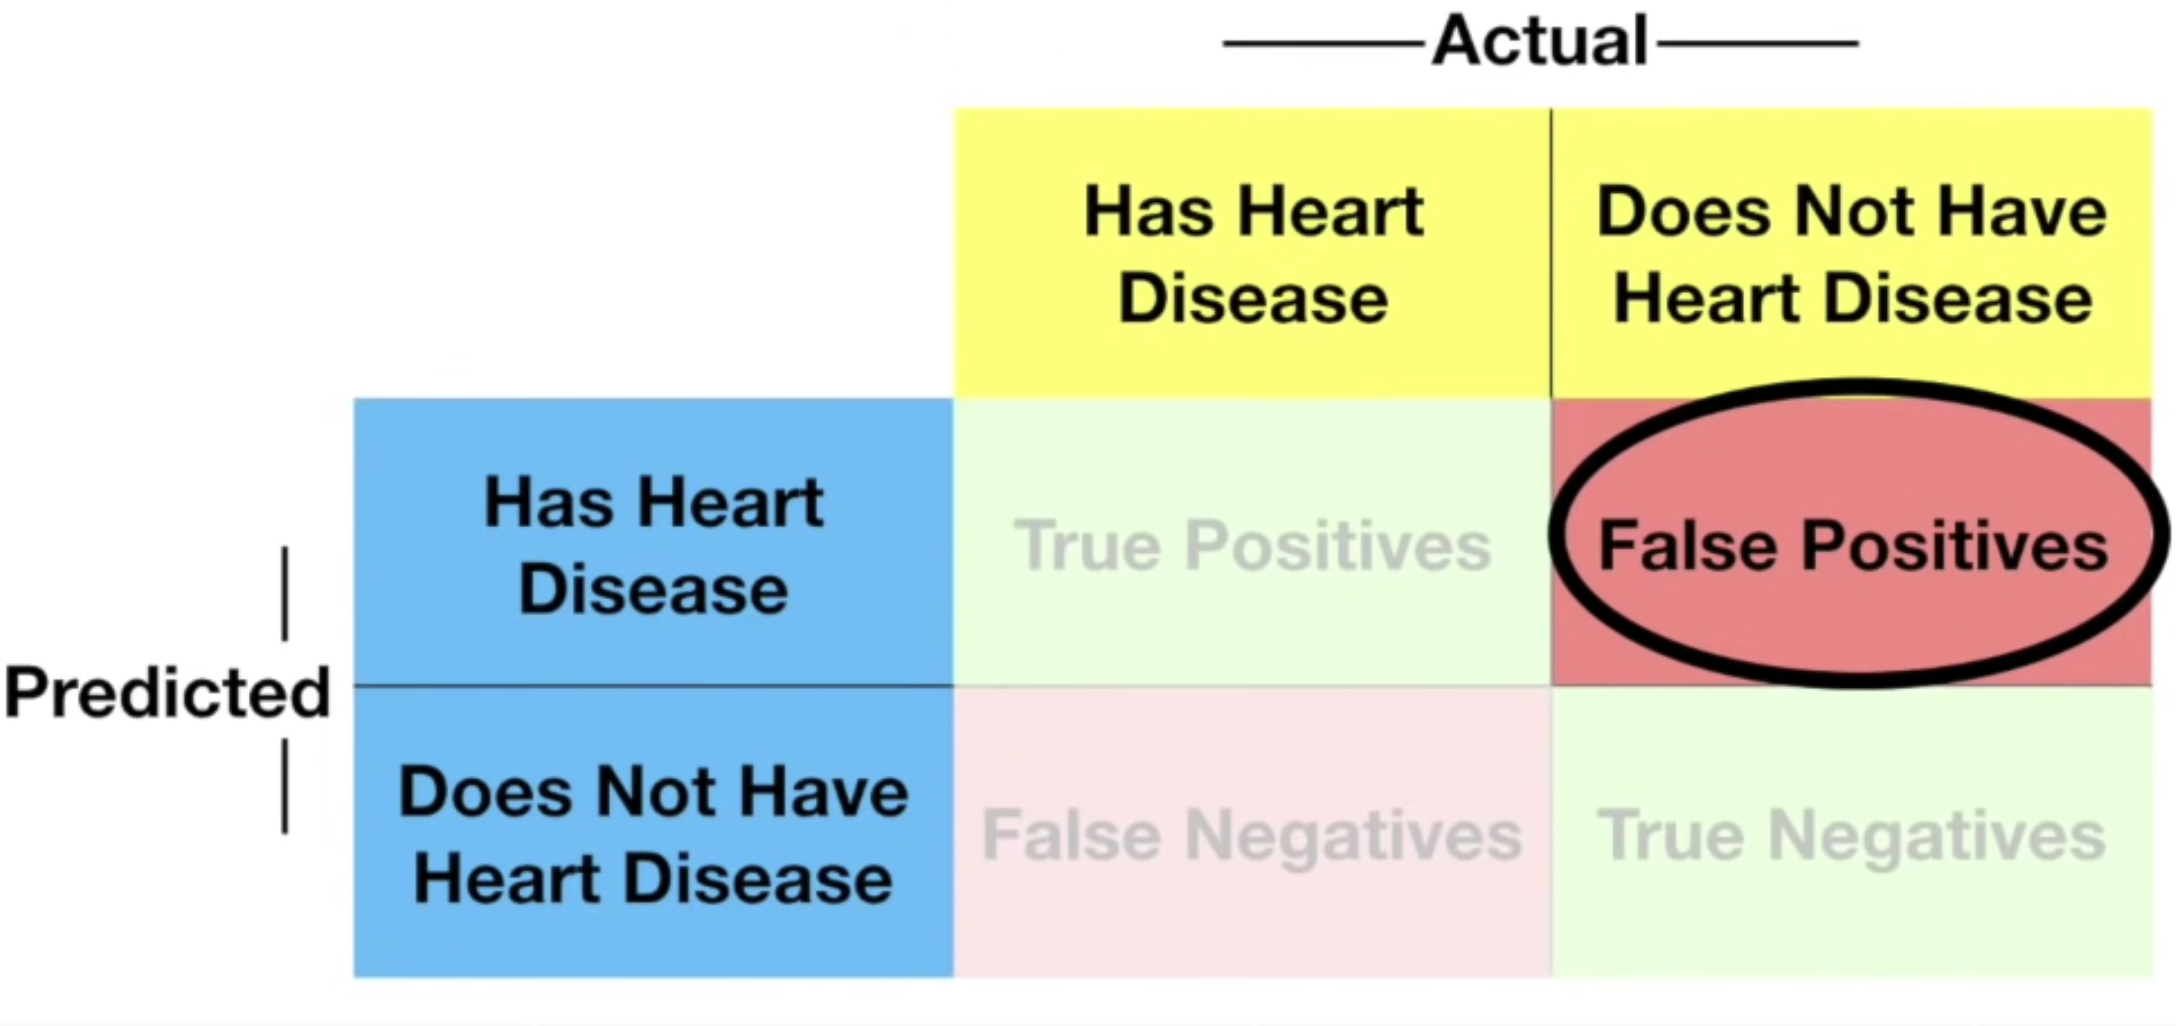 Actual
Has Heart
Disease
Does Not Have
Heart Disease
Has Heart
Disease
True Positives
False Positives
Predicted
Does Not Have
Heart Disease
False Negatives
True Negatives